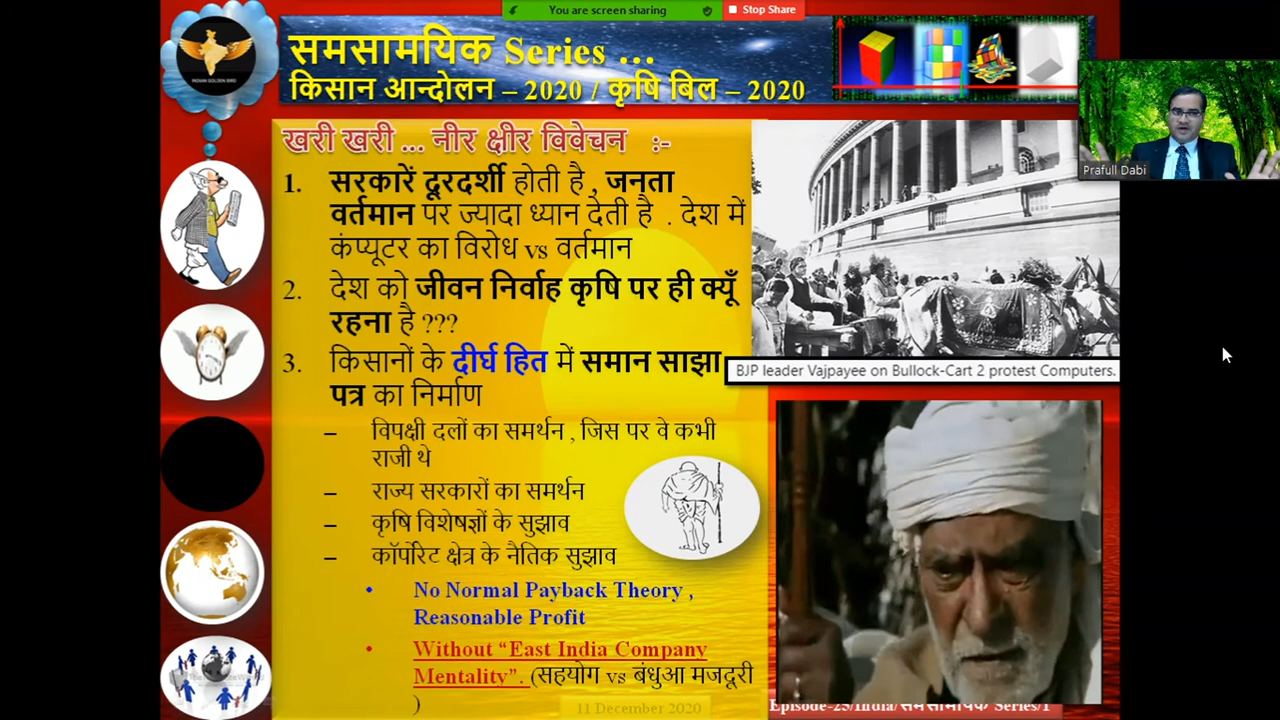 You are screen sharing
Stop Share
समसामयिक Series ...
किसान आन्दोलन – 2020 / कृषि बिल – 2020
INDIAN GOLDEN BIRD
Prafull Dabi
खरी खरी ... नीर क्षीर विवेचन :-
1. सरकारें दूरदर्शी होती है , जनता
वर्तमान पर ज्यादा ध्यान देती है . देश में
कंप्यूटर का विरोध vs वर्तमान
2. देश को जीवन निर्वाह कृषि पर ही क्यूँ
रहना है ???
3. किसानों के दीर्घ हित में समान साझा
पत्र का निर्माण
– विपक्षी दलों का समर्थन , जिस पर वे कभी
राजी थे
– राज्य सरकारों का समर्थन
– कृषि विशेषज्ञों के सुझाव
– कॉर्पोरेट क्षेत्र के नैतिक सुझाव
• No Normal Payback Theory ,
Reasonable Profit
• Without “East India Company
Mentality”. (सहयोग vs बंधुआ मजदूरी
)
BJP leader Vajpayee on Bullock-Cart 2 protest Computers.
11 December 2020
Episode-25/India/समसामयिक Series/1